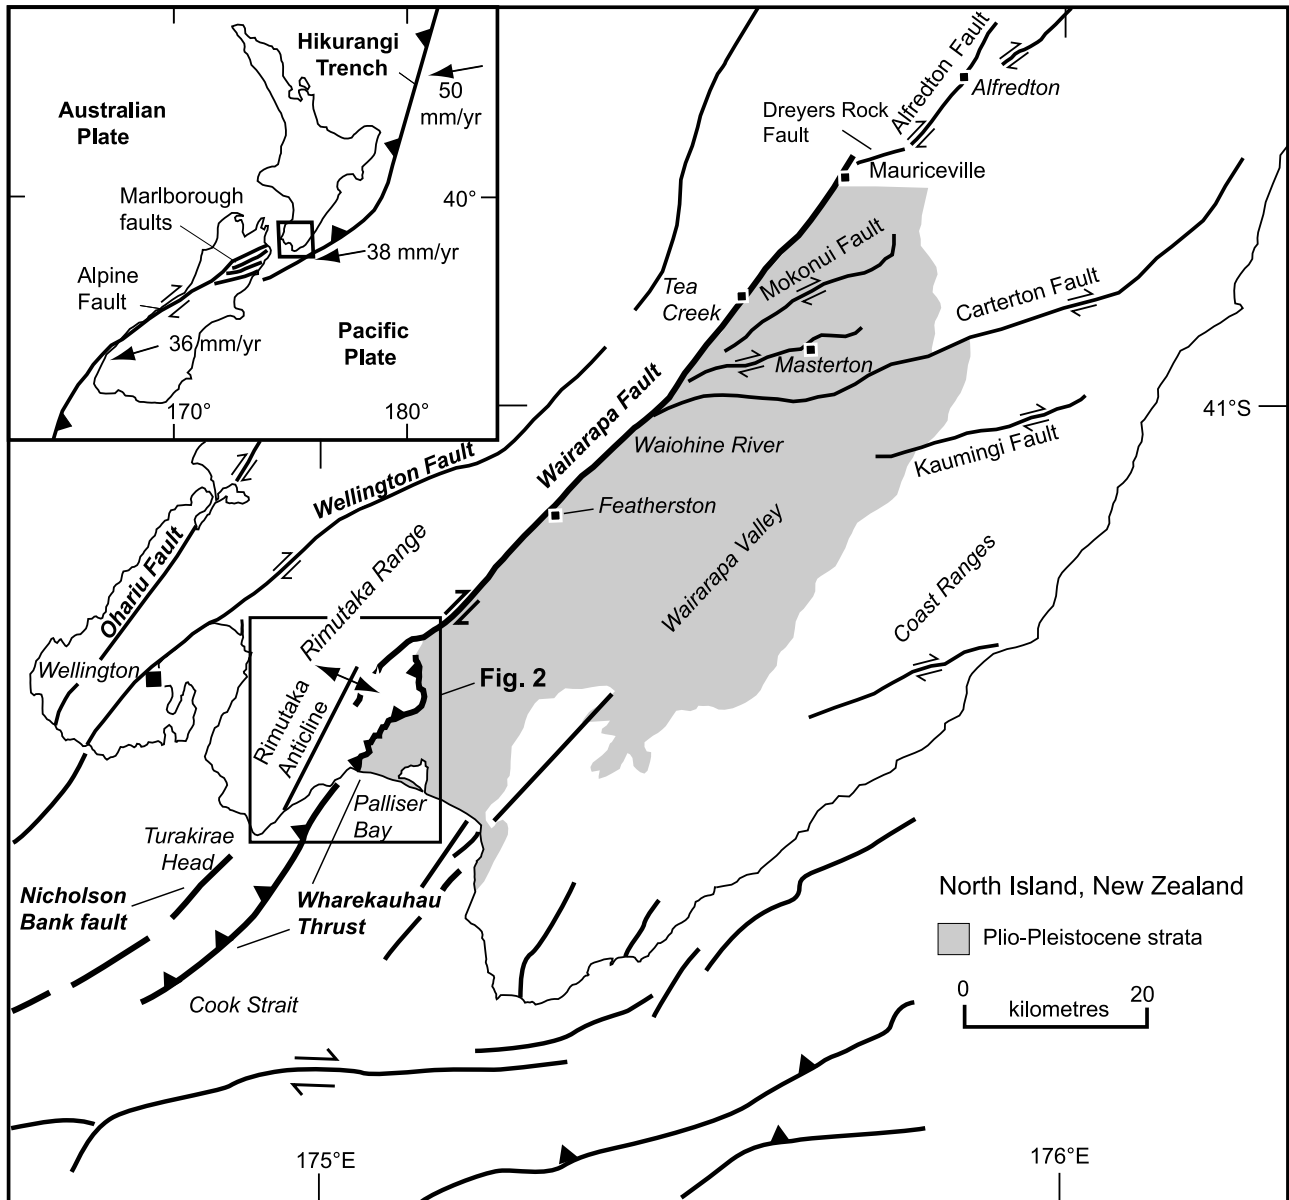 Hikurangi
Trench
50
mm/yr
Australian
Plate
Marlborough
faults
40°
38 mm/yr
Alpine
Fault
Pacific
Plate
36 mm/yr
170°
180°
Alfredton Fault
Alfredton
Dreyers Rock
Fault
Mauriceville
Mokonui Fault
Tea
Creek
Carterton Fault
Masterton
Wairarapa Fault
41°S
Waiohine River
Kaumingi Fault
Wellington Fault
Featherston
Ohariu Fault
Rimutaka Range
Wairarapa Valley
Coast Ranges
Wellington
Fig. 2
Rimutaka
Anticline
Palliser
Bay
Turakirae
Head
Nicholson
Bank fault
Wharekauhau
Thrust
North Island, New Zealand
Plio-Pleistocene strata
Cook Strait
0
20
kilometres
175°E
176°E